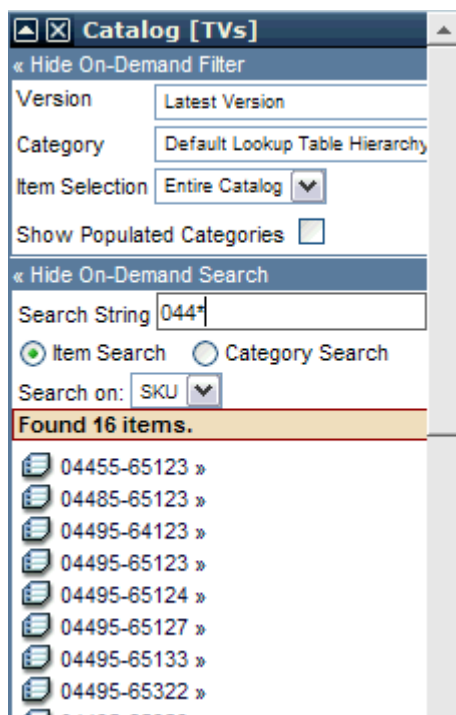 Catalog [TVs]
« Hide On-Demand Filter
Version Latest Version
Category Default Lookup Table Hierarchy
Item Selection Entire Catalog
Show Populated Categories
« Hide On-Demand Search
Search String 044*
Item Search Category Search
Search on: SKU
Found 16 items.
04455-65123 »
04485-65123 »
04495-64123 »
04495-65123 »
04495-65124 »
04495-65127 »
04495-65133 »
04495-65322 »